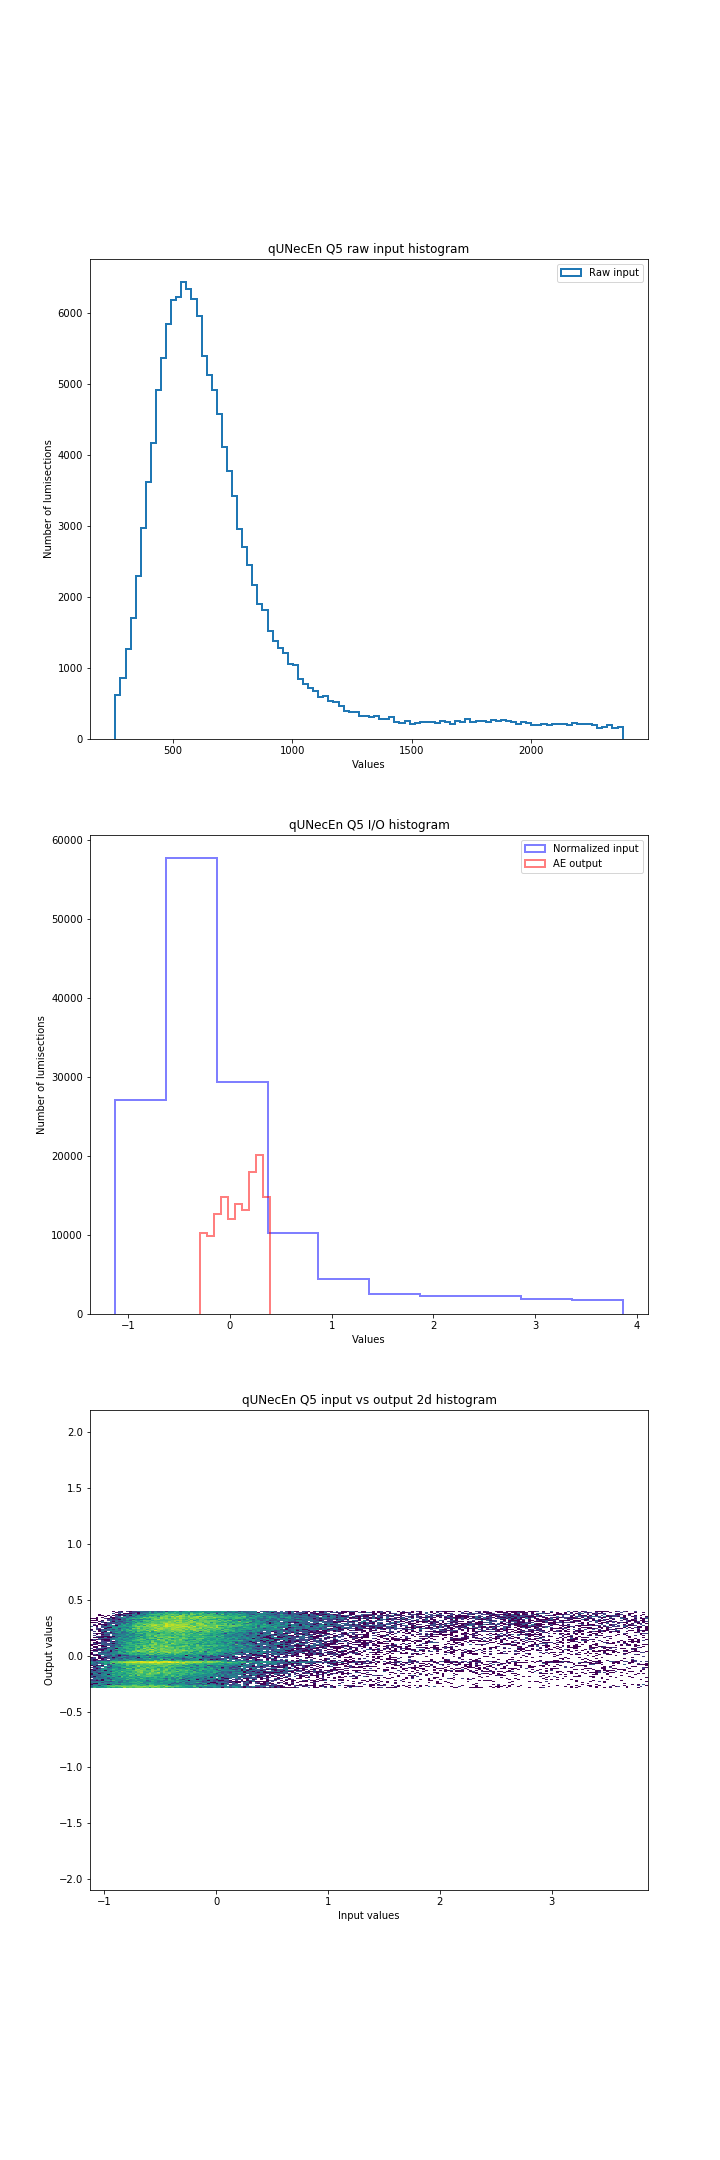 qUNecEn Q5 raw input histogram
Raw input
6000
5000
4000
3000
2000
1000
0
Number of lumisections
500 1000 1500 2000
Values
qUNecEn Q5 I/O histogram
Normalized input
AE output
60000
50000
40000
30000
20000
10000
0
Number of lumisections
−1 0 1 2 3 4
Values
qUNecEn Q5 input vs output 2d histogram
2.0
1.5
1.0
0.5
0.0
−0.5
−1.0
−1.5
−2.0
Output values
−1 0 1 2 3
Input values